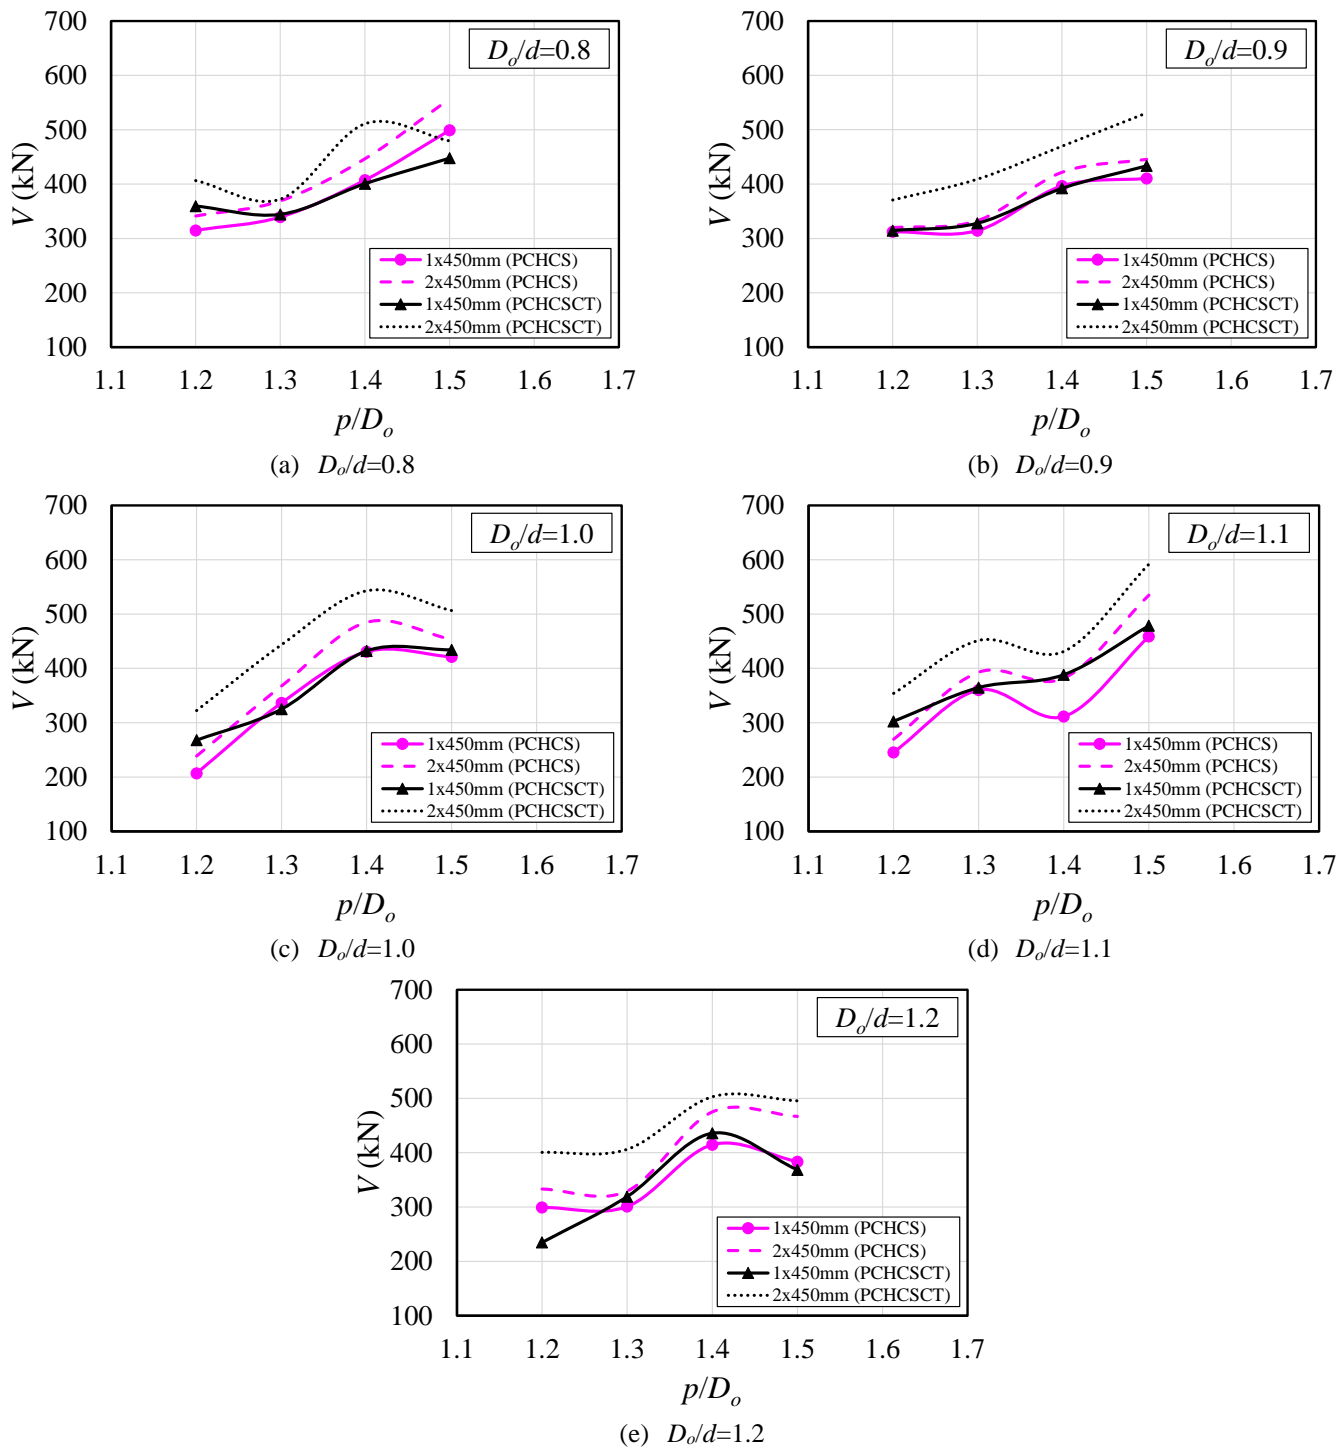 V (kN)
700
600
500
400
300
200
100
Dₒ/d=0.8
1x450mm (PCHCS)
2x450mm (PCHCS)
1x450mm (PCHCSCT)
2x450mm (PCHCSCT)
1.1 1.2 1.3 1.4 1.5 1.6 1.7
p/Dₒ
(a) Dₒ/d=0.8
V (kN)
700
600
500
400
300
200
100
Dₒ/d=0.9
1x450mm (PCHCS)
2x450mm (PCHCS)
1x450mm (PCHCSCT)
2x450mm (PCHCSCT)
1.1 1.2 1.3 1.4 1.5 1.6 1.7
p/Dₒ
(b) Dₒ/d=0.9
V (kN)
700
600
500
400
300
200
100
Dₒ/d=1.0
1x450mm (PCHCS)
2x450mm (PCHCS)
1x450mm (PCHCSCT)
2x450mm (PCHCSCT)
1.1 1.2 1.3 1.4 1.5 1.6 1.7
p/Dₒ
(c) Dₒ/d=1.0
V (kN)
700
600
500
400
300
200
100
Dₒ/d=1.1
1x450mm (PCHCS)
2x450mm (PCHCS)
1x450mm (PCHCSCT)
2x450mm (PCHCSCT)
1.1 1.2 1.3 1.4 1.5 1.6 1.7
p/Dₒ
(d) Dₒ/d=1.1
V (kN)
700
600
500
400
300
200
100
Dₒ/d=1.2
1x450mm (PCHCS)
2x450mm (PCHCS)
1x450mm (PCHCSCT)
2x450mm (PCHCSCT)
1.1 1.2 1.3 1.4 1.5 1.6 1.7
p/Dₒ
(e) Dₒ/d=1.2